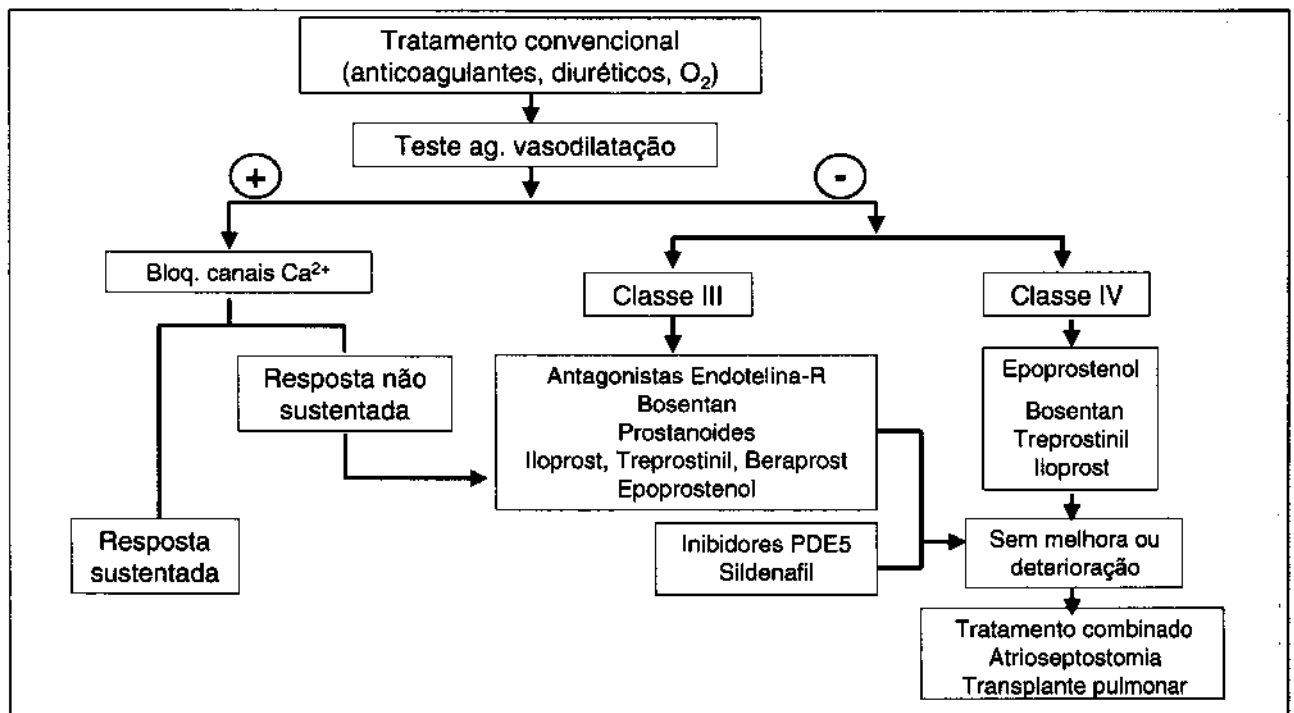 Tratamento convencional
(anticoagulantes, diuréticos, O₂)
Teste ag. vasodilatação
+
-
Bloq. canais Ca²⁺
Classe III
Classe IV
Resposta não
sustentada
Antagonistas Endotelina-R
Bosentan
Prostanoides
Iloprost, Treprostinil, Beraprost
Epoprostenol
Epoprostenol
Bosentan
Treprostinil
Iloprost
Resposta
sustentada
Inibidores PDE5
Sildenafil
Sem melhora ou
deterioração
Tratamento combinado
Atrioseptostomia
Transplante pulmonar